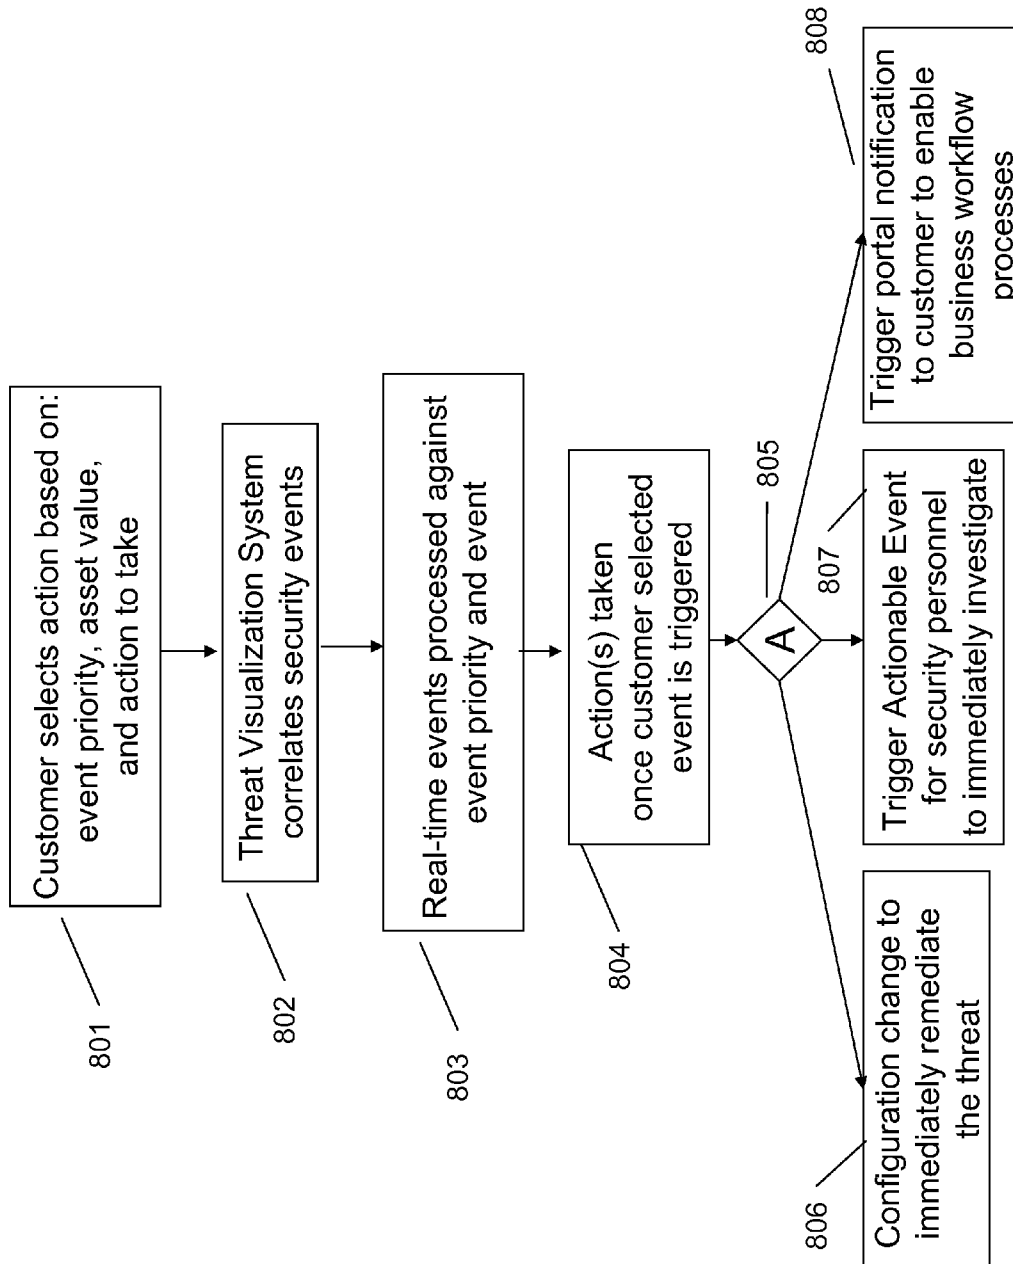 801
Customer selects action based on:
event priority, asset value,
and action to take
802
Threat Visualization System
correlates security events
803
Real-time events processed against
event priority and event
804
Action(s) taken
once customer selected
event is triggered
A
805
806
Configuration change to
immediately remediate
the threat
807
Trigger Actionable Event
for security personnel
to immediately investigate
808
Trigger portal notification
to customer to enable
business workflow
processes